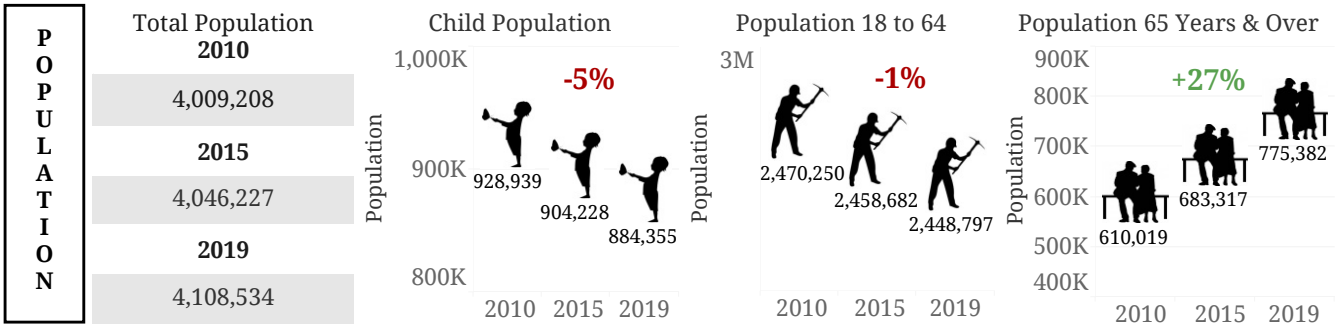 POPULATION
Total Population
2010
4,009,208
2015
4,046,227
2019
4,108,534
Child Population
1,000K
-5%
Population
900K
928,939
904,228
884,355
800K
2010 2015 2019
Population 18 to 64
3M
-1%
Population
2,470,250
2,458,682
2,448,797
2010 2015 2019
Population 65 Years & Over
900K
+27%
800K
Population
700K
775,382
600K
683,317
610,019
500K
400K
2010 2015 2019